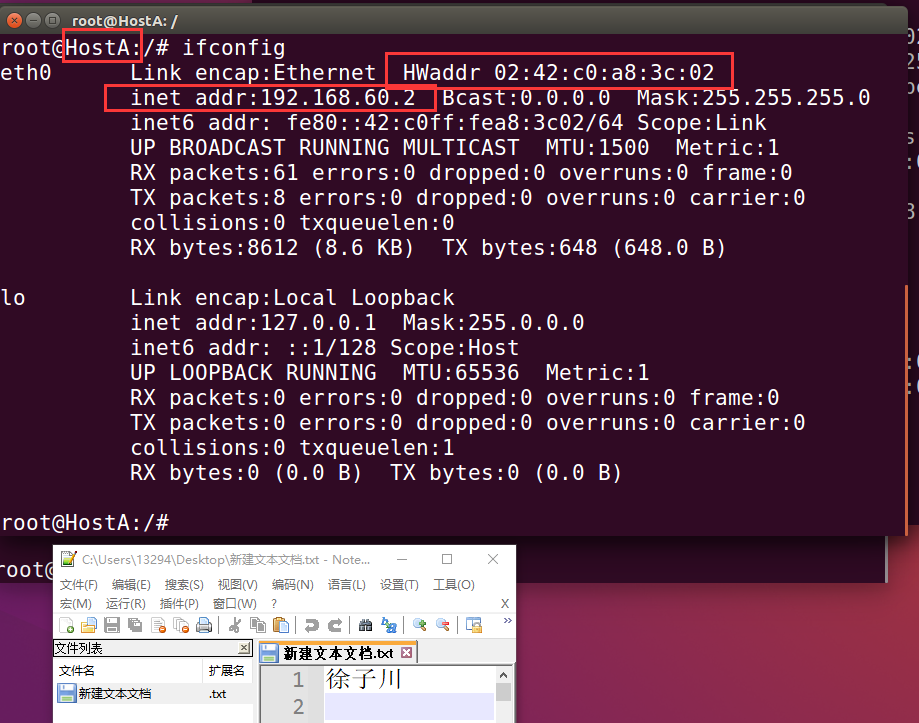 root@HostA: /
root@HostA:/# ifconfig
eth0 Link encap:Ethernet HWaddr 02:42:c0:a8:3c:02
inet addr:192.168.60.2 Bcast:0.0.0.0 Mask:255.255.255.0
inet6 addr: fe80::42:c0ff:fea8:3c02/64 Scope:Link
UP BROADCAST RUNNING MULTICAST MTU:1500 Metric:1
RX packets:61 errors:0 dropped:0 overruns:0 frame:0
TX packets:8 errors:0 dropped:0 overruns:0 carrier:0
collisions:0 txqueuelen:0
RX bytes:8612 (8.6 KB) TX bytes:648 (648.0 B)
lo Link encap:Local Loopback
inet addr:127.0.0.1 Mask:255.0.0.0
inet6 addr: ::1/128 Scope:Host
UP LOOPBACK RUNNING MTU:65536 Metric:1
RX packets:0 errors:0 dropped:0 overruns:0 frame:0
TX packets:0 errors:0 dropped:0 overruns:0 carrier:0
collisions:0 txqueuelen:1
RX bytes:0 (0.0 B) TX bytes:0 (0.0 B)
root@HostA:/#
root@
C:\Users\13294\Desktop\新建文本文档.txt - Note...
文件(F) 编辑(E) 搜索(S) 视图(V) 编码(N) 语言(L) 设置(T) 工具(O)
宏(M) 运行(R) 插件(P) 窗口(W) ? X
文件列表
新建文本文档.txt
文件名 扩展名
新建文本文档 .txt
1 徐子川
2